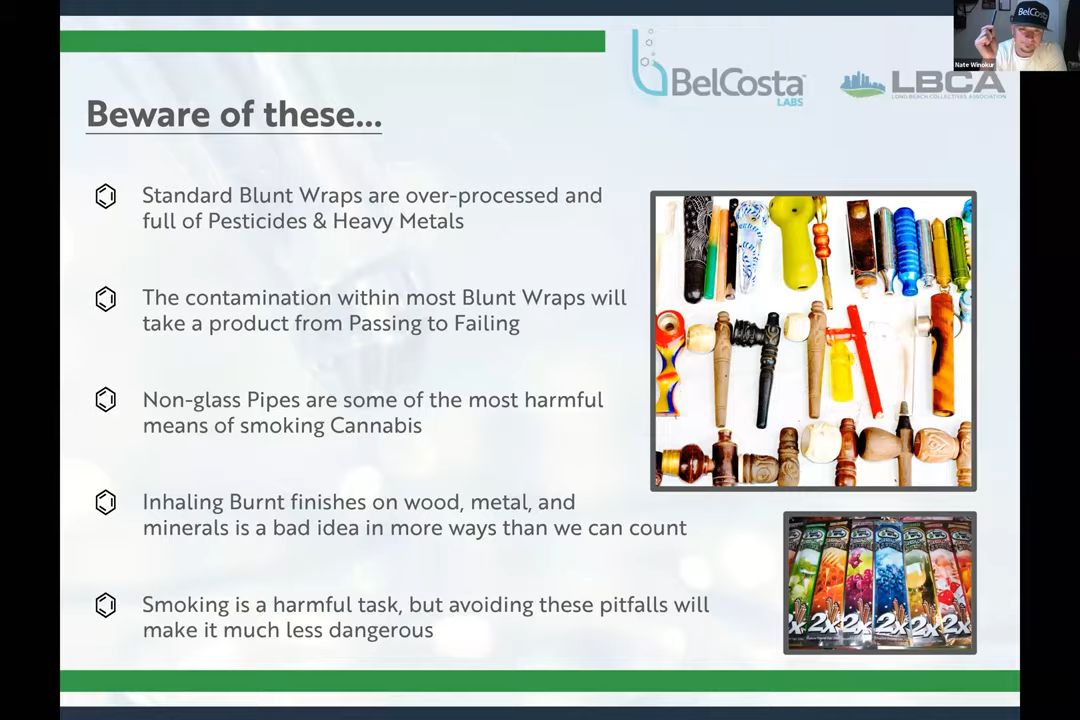 BelCosta
Nate Winokur
BelCosta
LABS
LBCA
LONG BEACH COLLECTIVES ASSOCIATION
Beware of these...
Standard Blunt Wraps are over-processed and
full of Pesticides & Heavy Metals
The contamination within most Blunt Wraps will
take a product from Passing to Failing
Non-glass Pipes are some of the most harmful
means of smoking Cannabis
Inhaling Burnt finishes on wood, metal, and
minerals is a bad idea in more ways than we can count
Smoking is a harmful task, but avoiding these pitfalls will
make it much less dangerous
2x 2x 2x 2x 2x